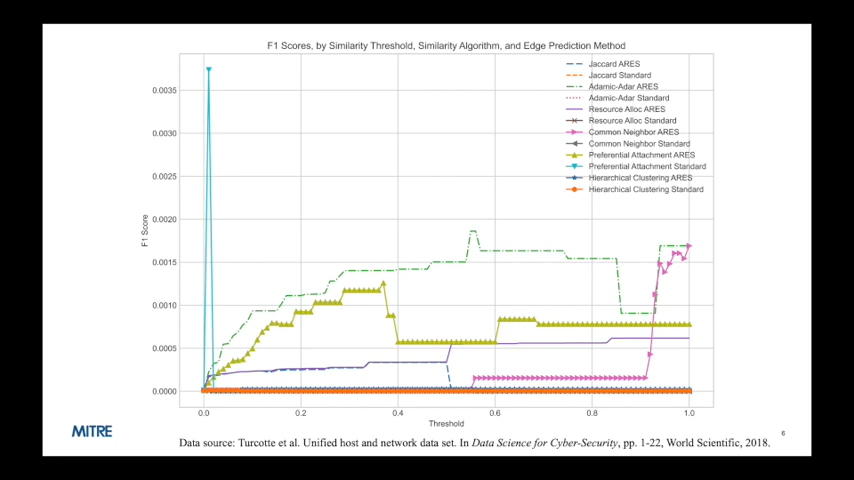 F1 Scores, by Similarity Threshold, Similarity Algorithm, and Edge Prediction Method
Jaccard ARES
Jaccard Standard
Adamic-Adar ARES
Adamic-Adar Standard
Resource Alloc ARES
Resource Alloc Standard
Common Neighbor ARES
Common Neighbor Standard
Preferential Attachment ARES
Preferential Attachment Standard
Hierarchical Clustering ARES
Hierarchical Clustering Standard
0.0035
0.0030
0.0025
0.0020
0.0015
0.0010
0.0005
0.0000
F1 Score
0.0 0.2 0.4 0.6 0.8 1.0
Threshold
MITRE
6
Data source: Turcotte et al. Unified host and network data set. In Data Science for Cyber-Security, pp. 1-22, World Scientific, 2018.